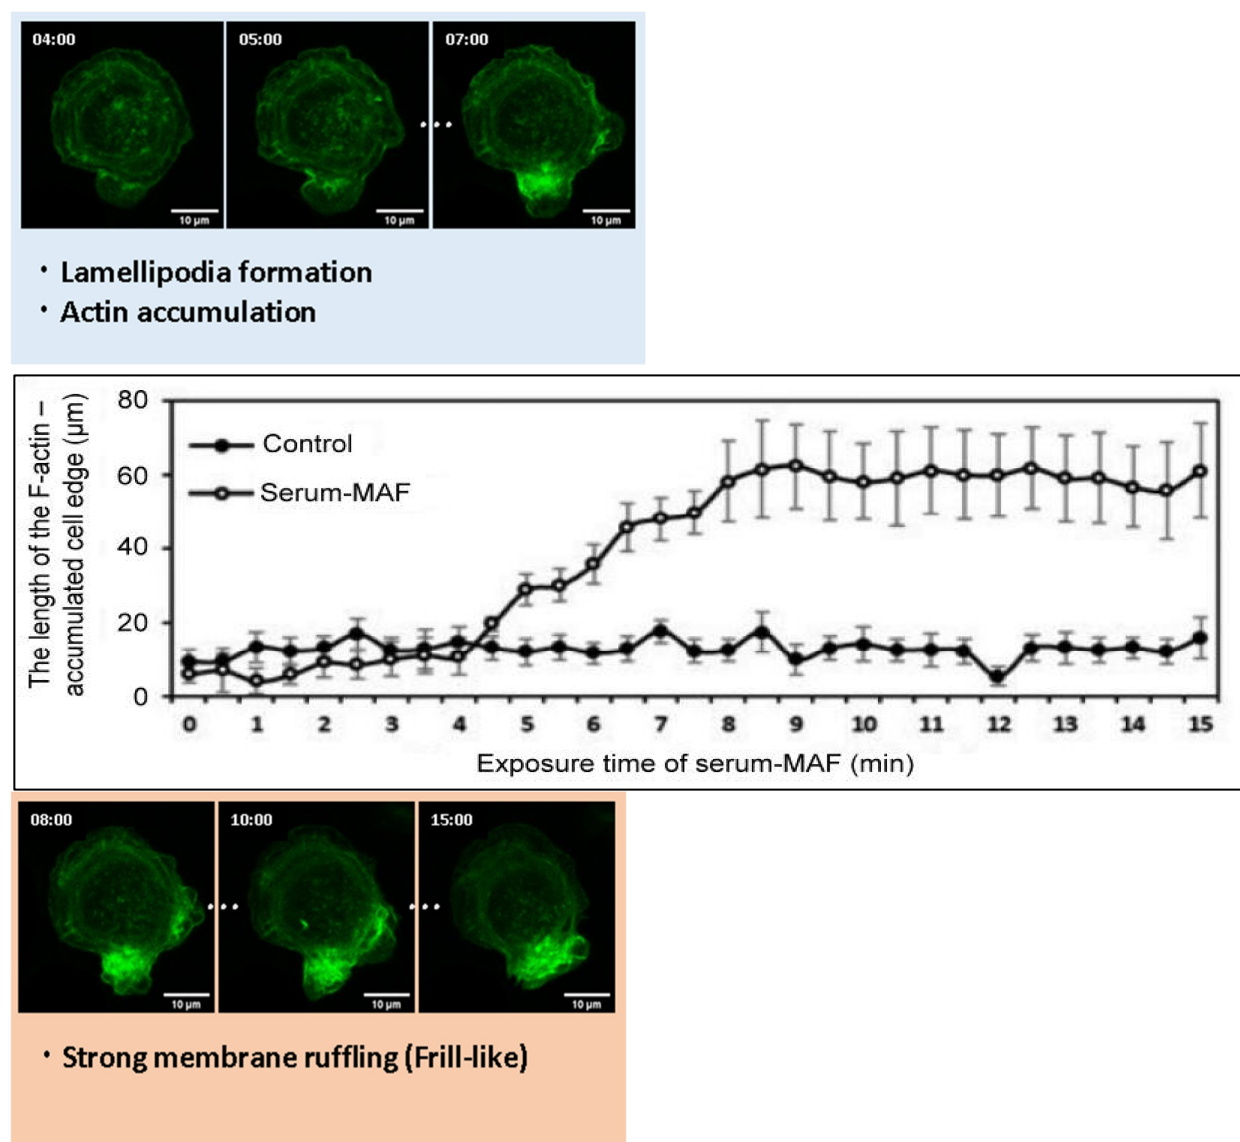 04:00 05:00 07:00
10 µm 10 µm 10 µm
· Lamellipodia formation
· Actin accumulation
The length of the F-actin –
accumulated cell edge (µm)
80
60
40
20
0
Control
Serum-MAF
0 1 2 3 4 5 6 7 8 9 10 11 12 13 14 15
Exposure time of serum-MAF (min)
08:00 10:00 15:00
10 µm 10 µm 10 µm
· Strong membrane ruffling (Frill-like)